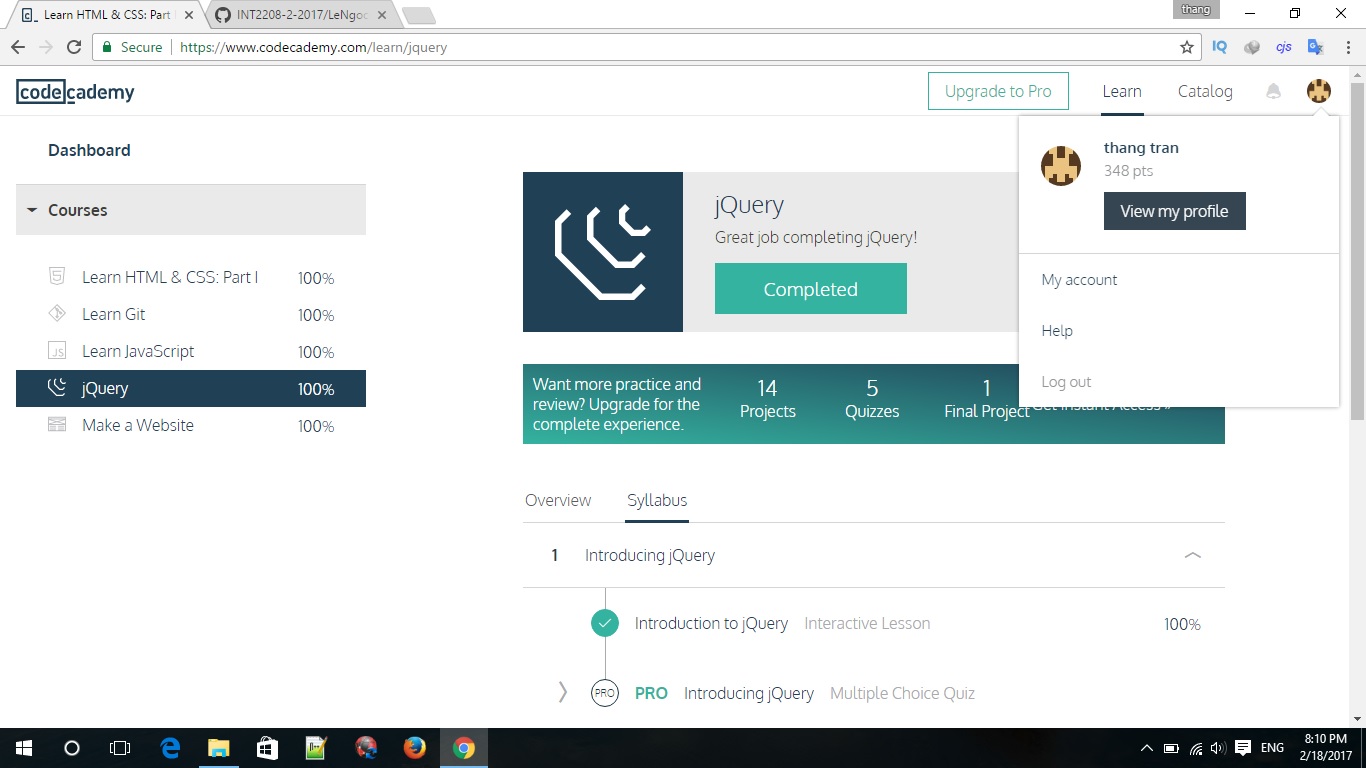 Learn HTML & CSS: Part I
INT2208-2-2017/LeNgoc
thang
Secure
https://www.codecademy.com/learn/jquery
IQ
cjs
codecademy
Upgrade to Pro
Learn
Catalog
Dashboard
thang tran
348 pts
View my profile
My account
Help
Log out
Courses
Learn HTML & CSS: Part I 100%
Learn Git 100%
Learn JavaScript 100%
jQuery 100%
Make a Website 100%
jQuery
Great job completing jQuery!
Completed
Want more practice and
review? Upgrade for the
complete experience.
14
Projects
5
Quizzes
1
Final Project
Get Instant Access »
Overview
Syllabus
1 Introducing jQuery
Introduction to jQuery Interactive Lesson 100%
PRO PRO Introducing jQuery Multiple Choice Quiz
ENG
8:10 PM
2/18/2017